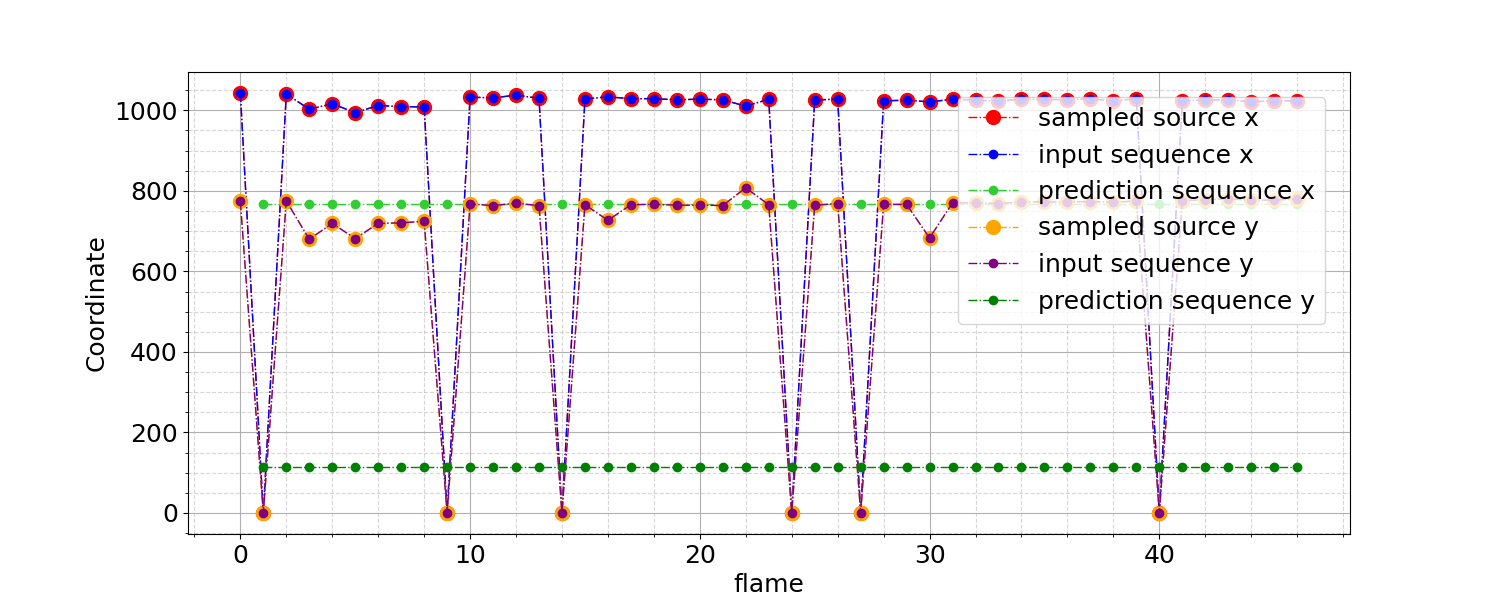 1000
800
600
400
200
0
Coordinate
0 10 20 30 40
flame
sampled source x
input sequence x
prediction sequence x
sampled source y
input sequence y
prediction sequence y